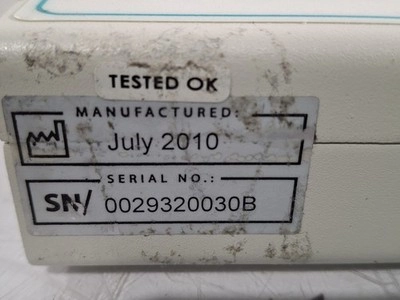 TESTED OK
MANUFACTURED:
July 2010
SERIAL NO.:
SN/ 0029320030B